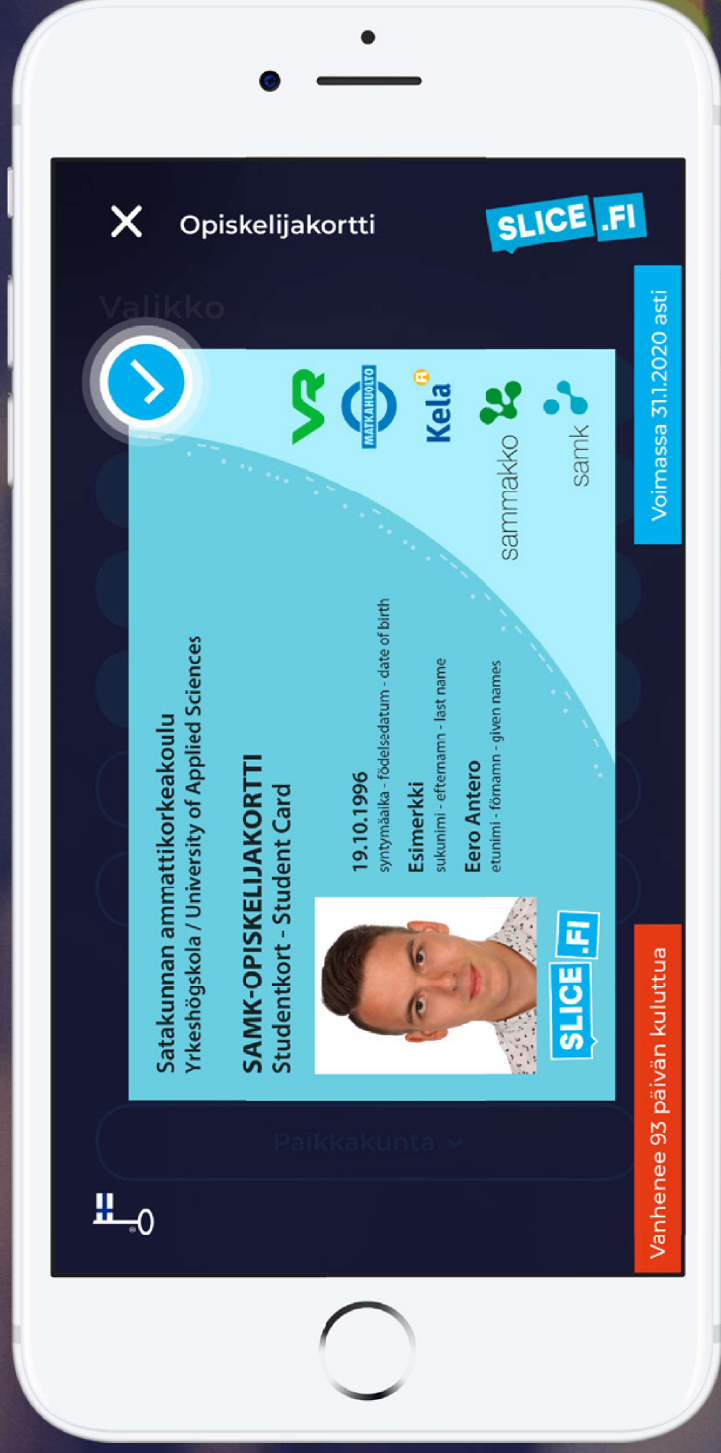 Opiskelijakortti
SLICE .FI
Valikko
Satakunnan ammattikorkeakoulu
Yrkeshögskola / University of Applied Sciences
SAMK-OPISKELIJAKORTTI
Studentkort - Student Card
19.10.1996
syntymäaika - födelsedatum - date of birth
Esimerkki
sukunimi - efternamn - last name
Eero Antero
etunimi - förnamn - given names
SLICE .FI
VR
MATKAHUOLTO
Kela
sammakko
samk
Paikkakunta
Vanhenee 93 päivän kuluttua
Voimassa 31.1.2020 asti